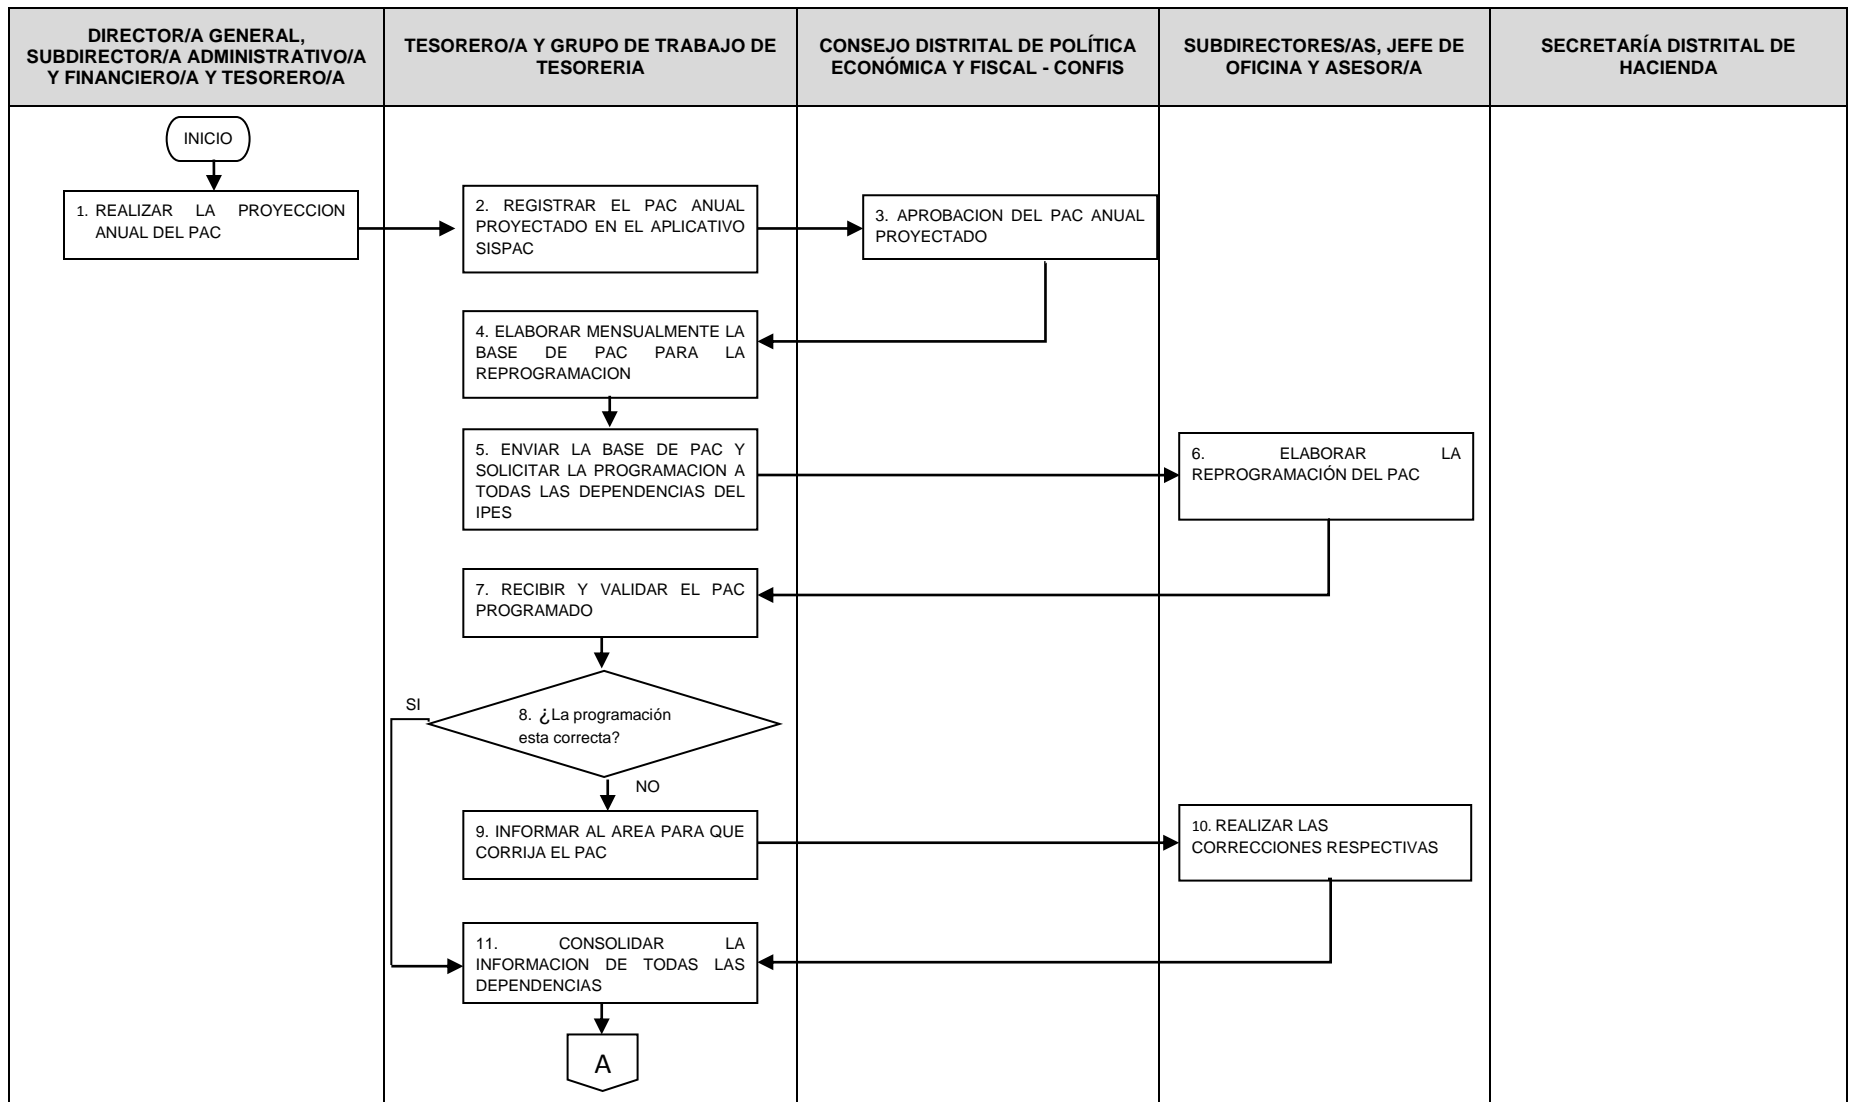 DIRECTOR/A GENERAL,
SUBDIRECTOR/A ADMINISTRATIVO/A
Y FINANCIERO/A Y TESORERO/A
TESORERO/A Y GRUPO DE TRABAJO DE
TESORERIA
CONSEJO DISTRITAL DE POLÍTICA
ECONÓMICA Y FISCAL - CONFIS
SUBDIRECTORES/AS, JEFE DE
OFICINA Y ASESOR/A
SECRETARÍA DISTRITAL DE
HACIENDA
INICIO
1. REALIZAR LA PROYECCION
ANUAL DEL PAC
2. REGISTRAR EL PAC ANUAL
PROYECTADO EN EL APLICATIVO
SISPAC
3. APROBACION DEL PAC ANUAL
PROYECTADO
4. ELABORAR MENSUALMENTE LA
BASE DE PAC PARA LA
REPROGRAMACION
5. ENVIAR LA BASE DE PAC Y
SOLICITAR LA PROGRAMACION A
TODAS LAS DEPENDENCIAS DEL
IPES
6. ELABORAR LA
REPROGRAMACIÓN DEL PAC
7. RECIBIR Y VALIDAR EL PAC
PROGRAMADO
SI
8. ¿La programación
esta correcta?
NO
9. INFORMAR AL AREA PARA QUE
CORRIJA EL PAC
10. REALIZAR LAS
CORRECCIONES RESPECTIVAS
11. CONSOLIDAR LA
INFORMACION DE TODAS LAS
DEPENDENCIAS
A